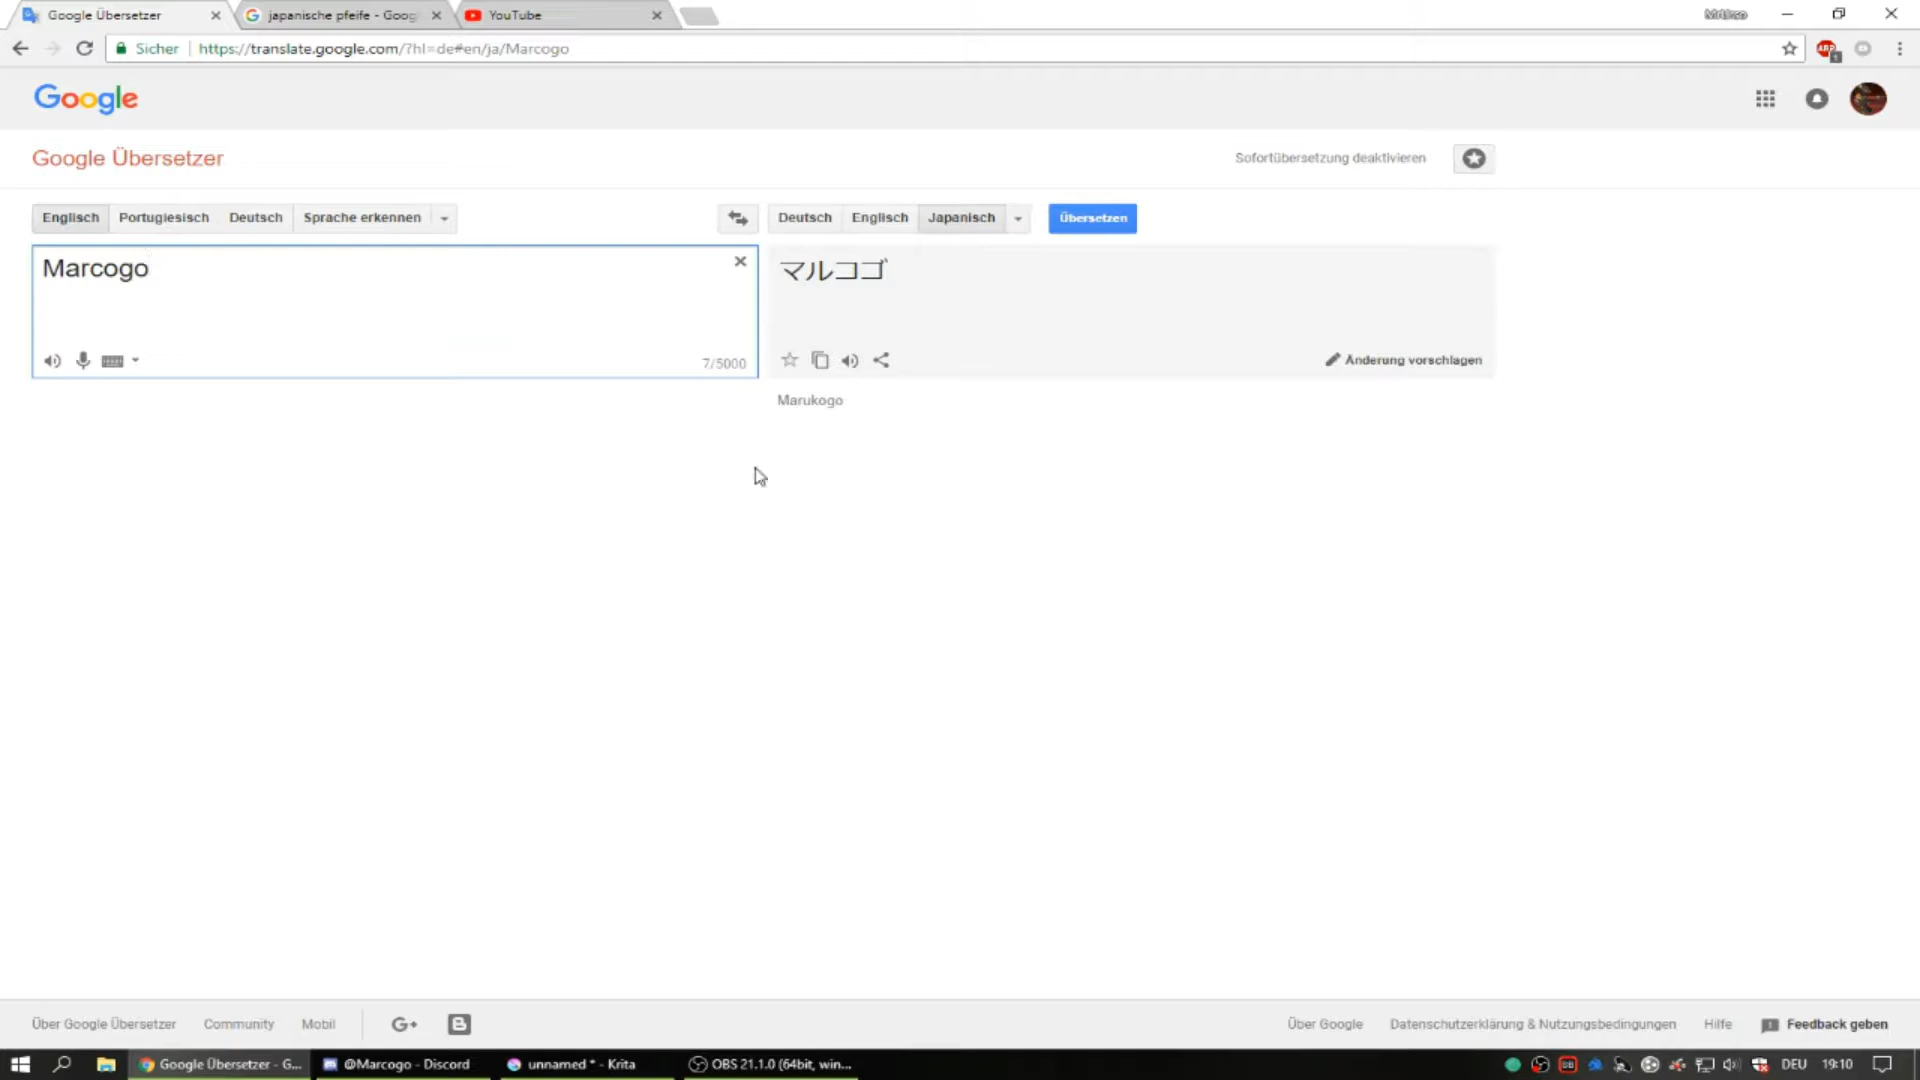 Google Übersetzer
japanische pfeife - Goog
YouTube
Sicher
https://translate.google.com/?hl=de#en/ja/Marcogo
ABP
1
Google
Google Übersetzer
Sofortübersetzung deaktivieren
Englisch Portugiesisch Deutsch Sprache erkennen
Deutsch Englisch Japanisch
Übersetzen
Marcogo
マルコゴ
7/5000
Änderung vorschlagen
Marukogo
Über Google Übersetzer Community Mobil G+
Über Google Datenschutzerklärung & Nutzungsbedingungen Hilfe Feedback geben
Google Übersetzer - G... @Marcogo - Discord unnamed * - Krita OBS 21.1.0 (64bit, win... DEU 19:10